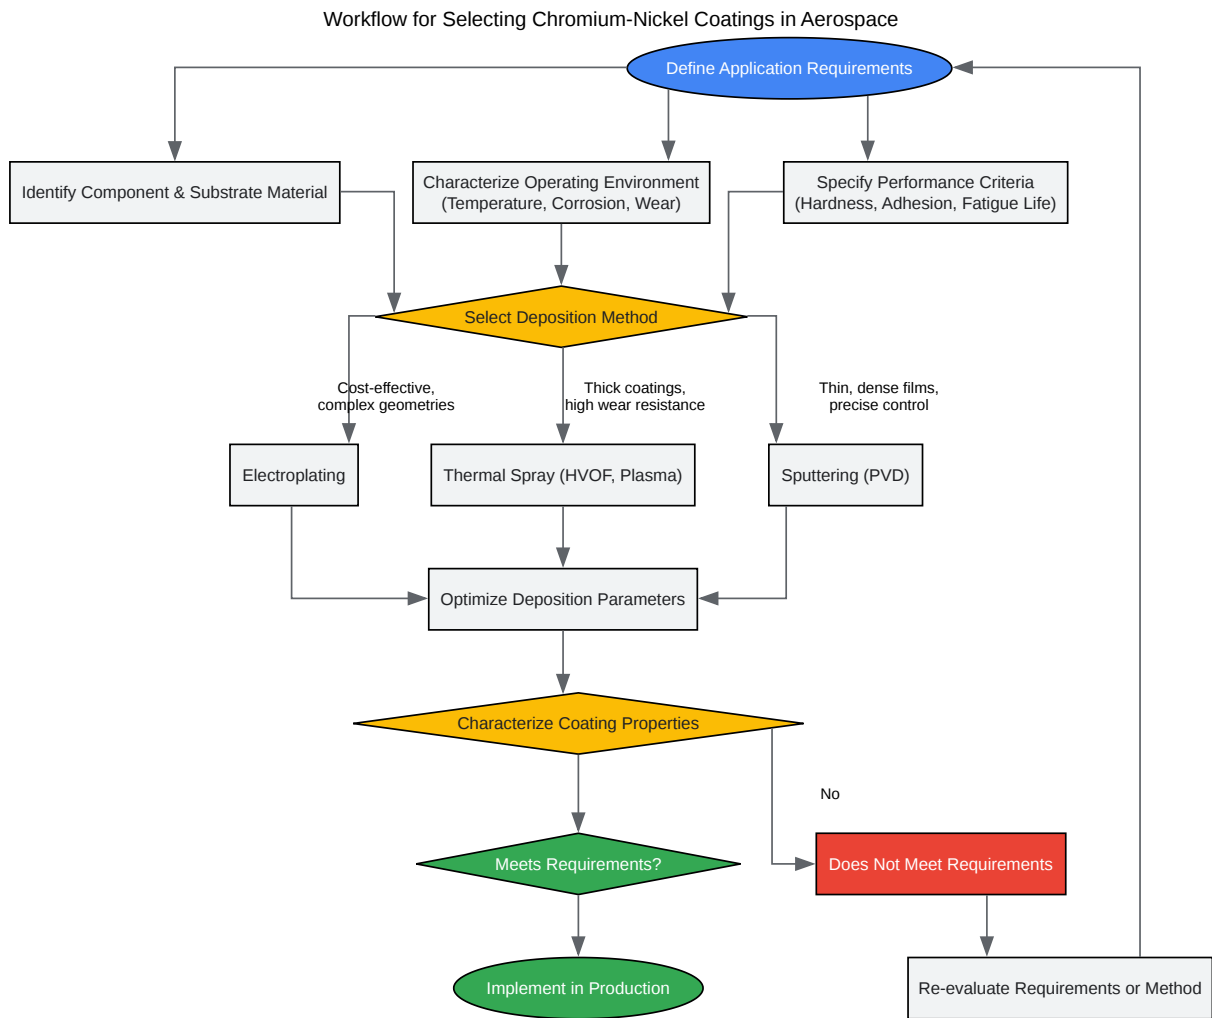 Workflow for Selecting Chromium-Nickel Coatings in Aerospace
Define Application Requirements
Identify Component & Substrate Material
Characterize Operating Environment
(Temperature, Corrosion, Wear)
Specify Performance Criteria
(Hardness, Adhesion, Fatigue Life)
Select Deposition Method
Cost-effective,
complex geometries
Thick coatings,
high wear resistance
Thin, dense films,
precise control
Electroplating
Thermal Spray (HVOF, Plasma)
Sputtering (PVD)
Optimize Deposition Parameters
Characterize Coating Properties
No
Meets Requirements?
Does Not Meet Requirements
Implement in Production
Re-evaluate Requirements or Method